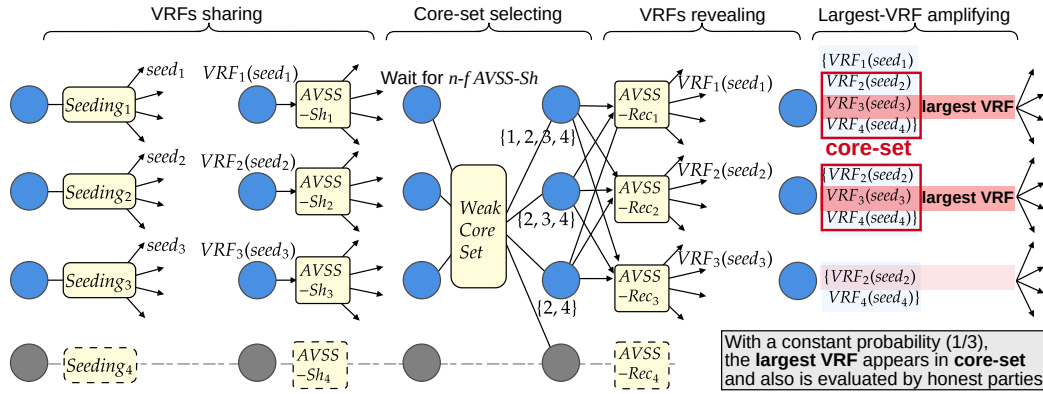 VRFs sharing
Core-set selecting
VRFs revealing
Largest-VRF amplifying
seed₁
Seeding₁
VRF₁(seed₁)
AVSS
-Sh₁
Wait for n-f AVSS-Sh
{1, 2, 3, 4}
AVSS
-Rec₁
VRF₁(seed₁)
{VRF₁(seed₁)
VRF₂(seed₂)
VRF₃(seed₃)
VRF₄(seed₄)}
largest VRF
core-set
seed₂
Seeding₂
VRF₂(seed₂)
AVSS
-Sh₂
Weak
Core
Set
{2, 3, 4}
AVSS
-Rec₂
VRF₂(seed₂)
{VRF₂(seed₂)
VRF₃(seed₃)
VRF₄(seed₄)}
largest VRF
seed₃
Seeding₃
VRF₃(seed₃)
AVSS
-Sh₃
{2, 4}
AVSS
-Rec₃
VRF₃(seed₃)
{VRF₂(seed₂)
VRF₄(seed₄)}
Seeding₄
AVSS
-Sh₄
AVSS
-Rec₄
With a constant probability (1/3),
the largest VRF appears in core-set
and also is evaluated by honest parties